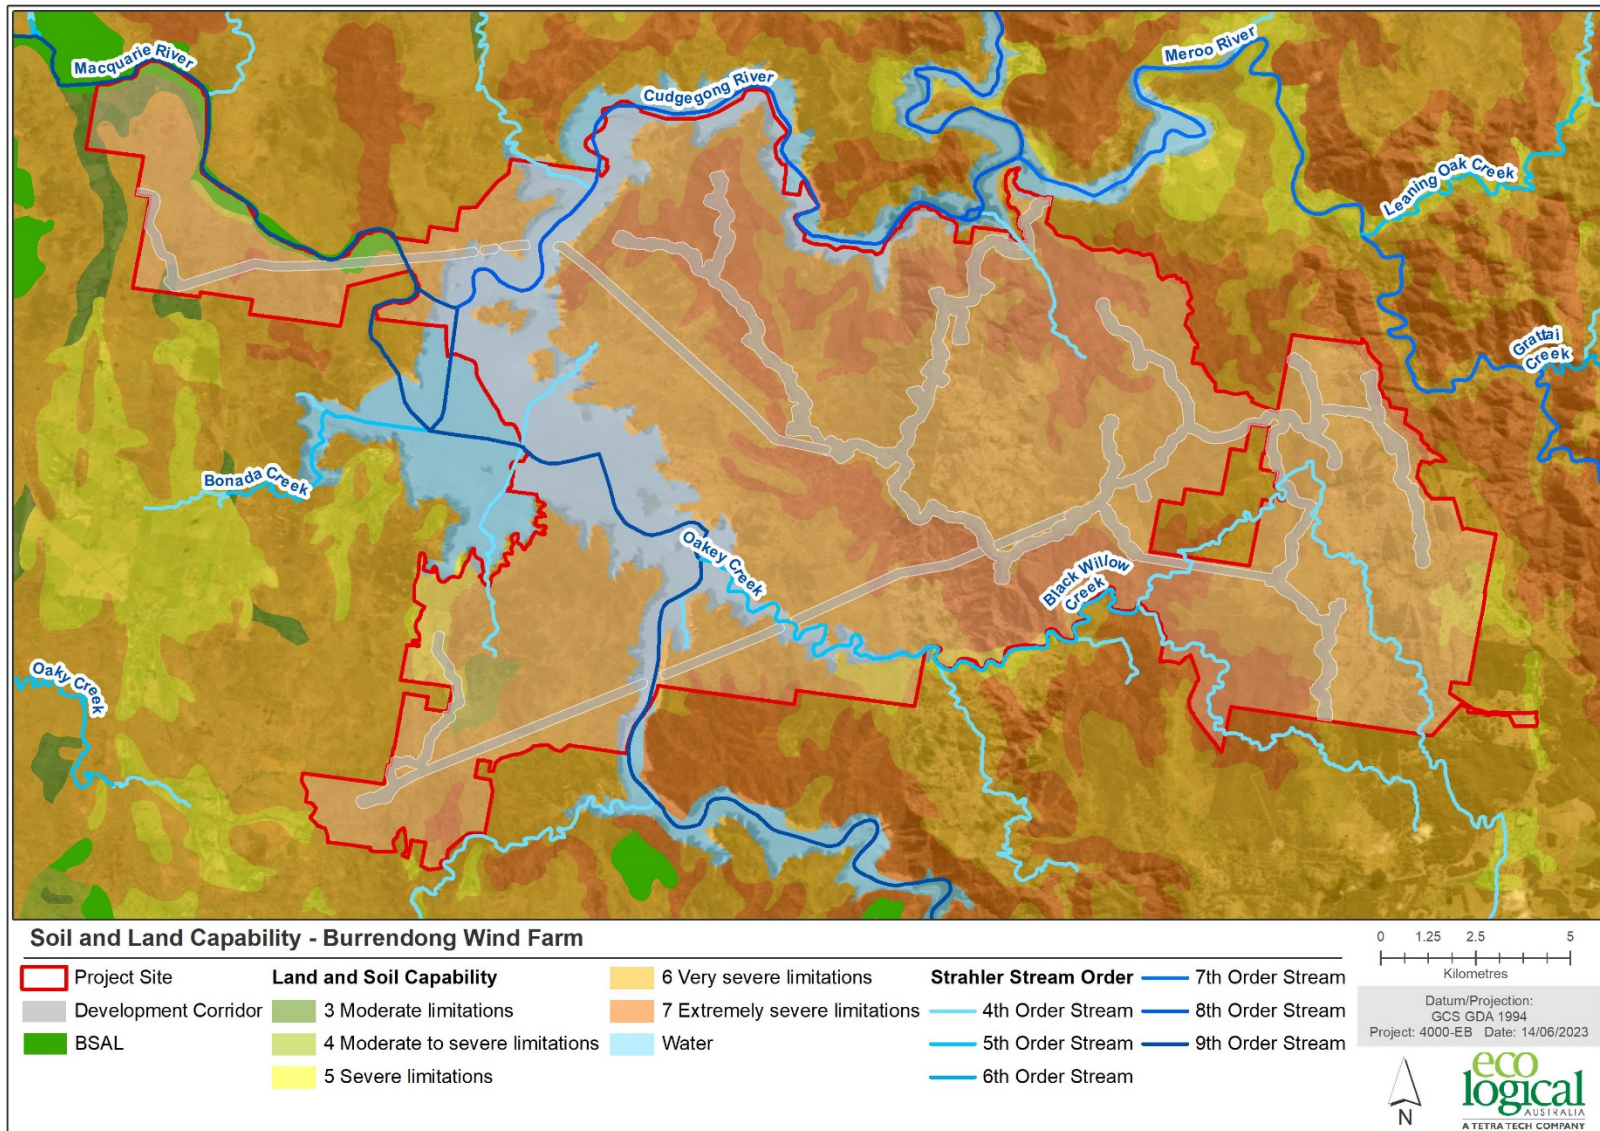 Macquarie River
Cudgegong River
Meroo River
Leaning Oak Creek
Grattai
Creek
Bonada Creek
Oakey Creek
Black Willow
Creek
Oaky Creek
Soil and Land Capability - Burrendong Wind Farm
Project Site
Development Corridor
BSAL
Land and Soil Capability
3 Moderate limitations
4 Moderate to severe limitations
5 Severe limitations
6 Very severe limitations
7 Extremely severe limitations
Water
Strahler Stream Order
4th Order Stream
5th Order Stream
6th Order Stream
7th Order Stream
8th Order Stream
9th Order Stream
0 1.25 2.5 5
Kilometres
Datum/Projection:
GCS GDA 1994
Project: 4000-EB Date: 14/06/2023
N
eco
logical
AUSTRALIA
A TETRA TECH COMPANY